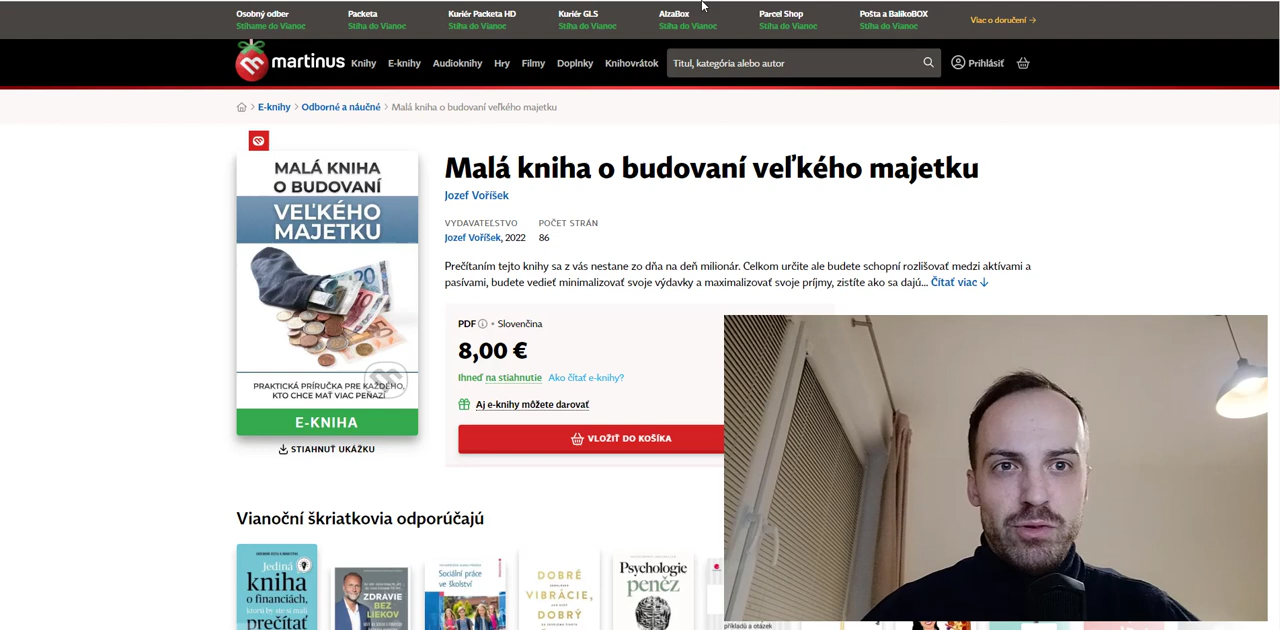 Osobný odber
Stíhame do Vianoc
Packeta
Stíha do Vianoc
Kuriér Packeta HD
Stíha do Vianoc
Kuriér GLS
Stíha do Vianoc
AlzaBox
Stíha do Vianoc
Parcel Shop
Stíha do Vianoc
Pošta a BalíkoBOX
Stíha do Vianoc
Viac o doručení →
martinus
Knihy E-knihy Audioknihy Hry Filmy Doplnky Knihovrátok
Titul, kategória alebo autor
Prihlásiť
E-knihy > Odborné a náučné > Malá kniha o budovaní veľkého majetku
MALÁ KNIHA
O BUDOVANÍ
VEĽKÉHO
MAJETKU
PRAKTICKÁ PRÍRUČKA PRE KAŽDÉHO,
KTO CHCE MAŤ VIAC PEŇAZÍ
E-KNIHA
STIAHNUŤ UKÁŽKU
Malá kniha o budovaní veľkého majetku
Jozef Voříšek
VYDAVATEĽSTVO
Jozef Voříšek, 2022
POČET STRÁN
86
Prečítaním tejto knihy sa z vás nestane zo dňa na deň milionár. Celkom určite ale budete schopní rozlišovať medzi aktívami a
pasívami, budete vedieť minimalizovať svoje výdavky a maximalizovať svoje príjmy, zistíte ako sa dajú... Čítať viac ↓
PDF • Slovenčina
8,00 €
Ihneď na stiahnutie Ako čítať e-knihy?
Aj e-knihy môžete darovať
VLOŽIŤ DO KOŠÍKA
Vianoční škriatkovia odporúčajú
Jediná
kniha
o financiách,
ktorú by ste si mali
prečítať
ZDRAVIE
BEZ
LIEKOV
Sociální práce
ve školství
DOBRÉ
VIBRÁCIE,
DOBRÝ
Psychologie
peněz
príkladů a otázek